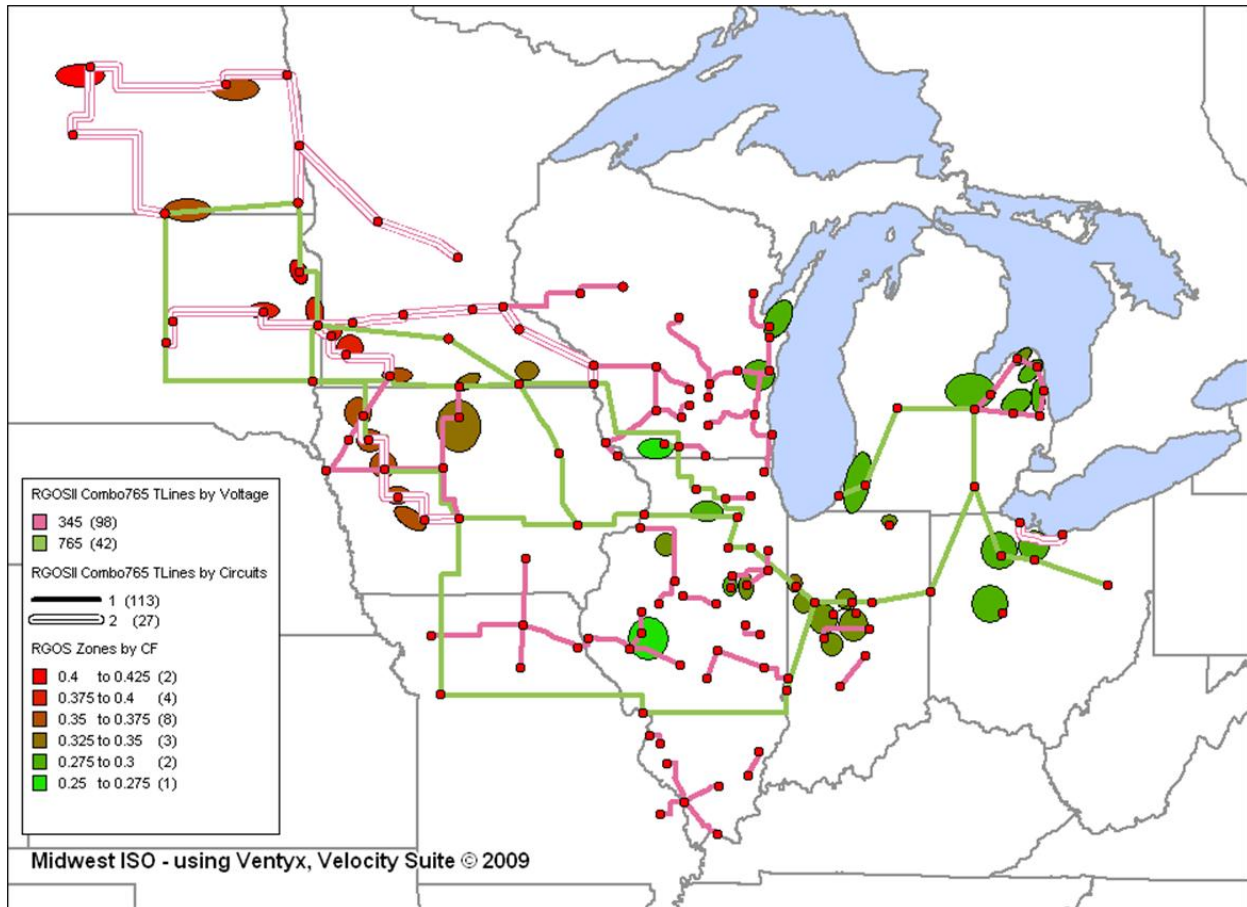 RGOSII Combo765 TLines by Voltage
345 (98)
765 (42)
RGOSII Combo765 TLines by Circuits
1 (113)
2 (27)
RGOS Zones by CF
0.4 to 0.425 (2)
0.375 to 0.4 (4)
0.35 to 0.375 (8)
0.325 to 0.35 (3)
0.275 to 0.3 (2)
0.25 to 0.275 (1)
Midwest ISO - using Ventyx, Velocity Suite © 2009